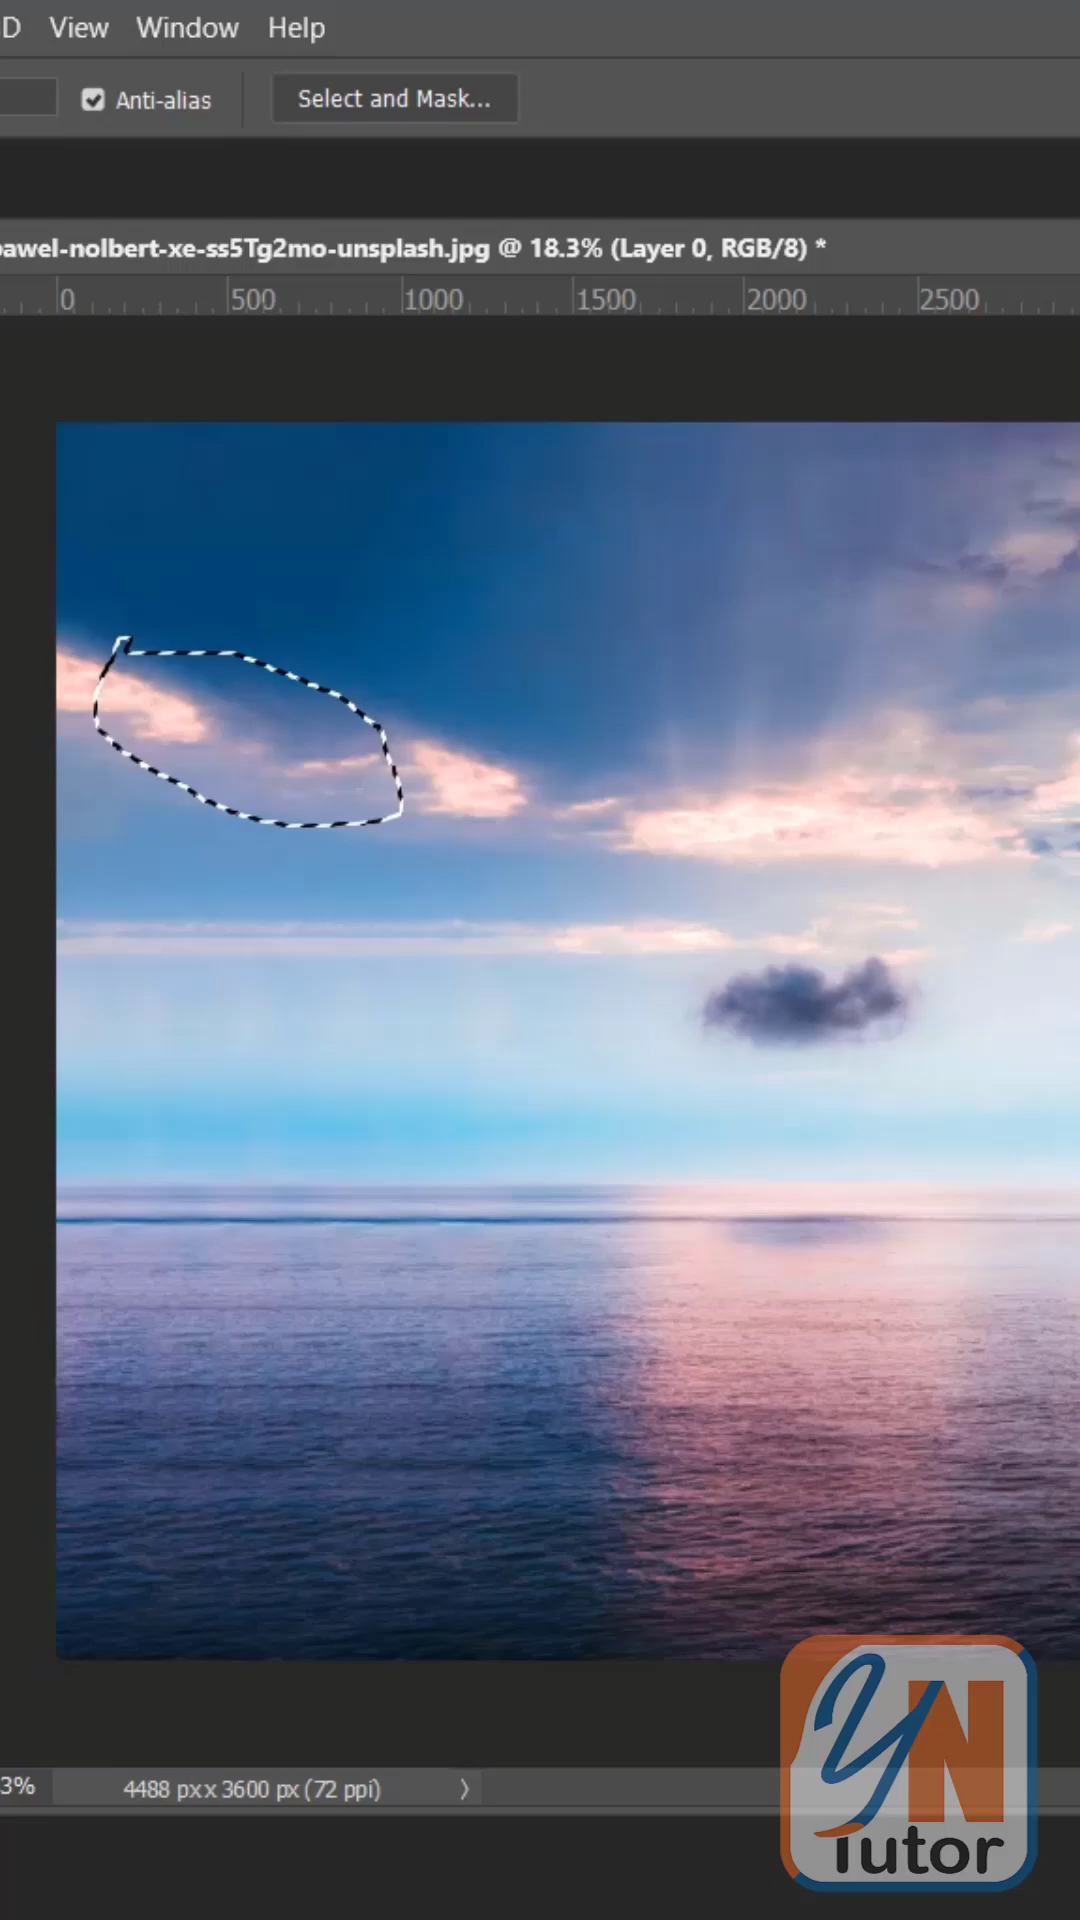 D View Window Help
Anti-alias Select and Mask...
pawel-nolbert-xe-ss5Tg2mo-unsplash.jpg @ 18.3% (Layer 0, RGB/8) *
0 500 1000 1500 2000 2500
3% 4488 px x 3600 px (72 ppi)
YN
Tutor